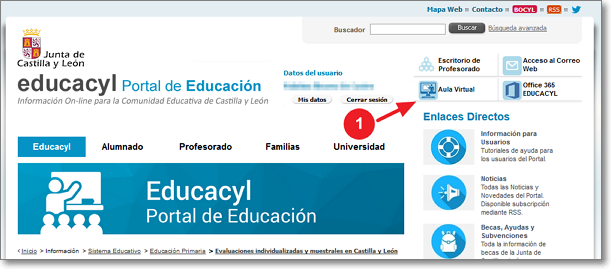 Mapa Web Contacto BOCYL RSS
Buscador Buscar Búsqueda avanzada
Junta de
Castilla y León
educacyl Portal de Educación
Información On-line para la Comunidad Educativa de Castilla y León
Datos del usuario
Mis datos Cerrar sesión
Escritorio de
Profesorado
Acceso al Correo
Web
Aula Virtual
Office 365
EDUCACYL
1
Enlaces Directos
Información para
Usuarios
Tutoriales de ayuda para
los usuarios del Portal.
Noticias
Todas las Noticias y
Novedades del Portal.
Disponible subscripción
mediante RSS.
Becas, Ayudas y
Subvenciones
Toda la información de
becas de la Junta de
Educacyl Alumnado Profesorado Familias Universidad
Educacyl
Portal de Educación
< Inicio > Información > Sistema Educativo > Educación Primaria > Evaluaciones individualizadas y muestrales en Castilla y León